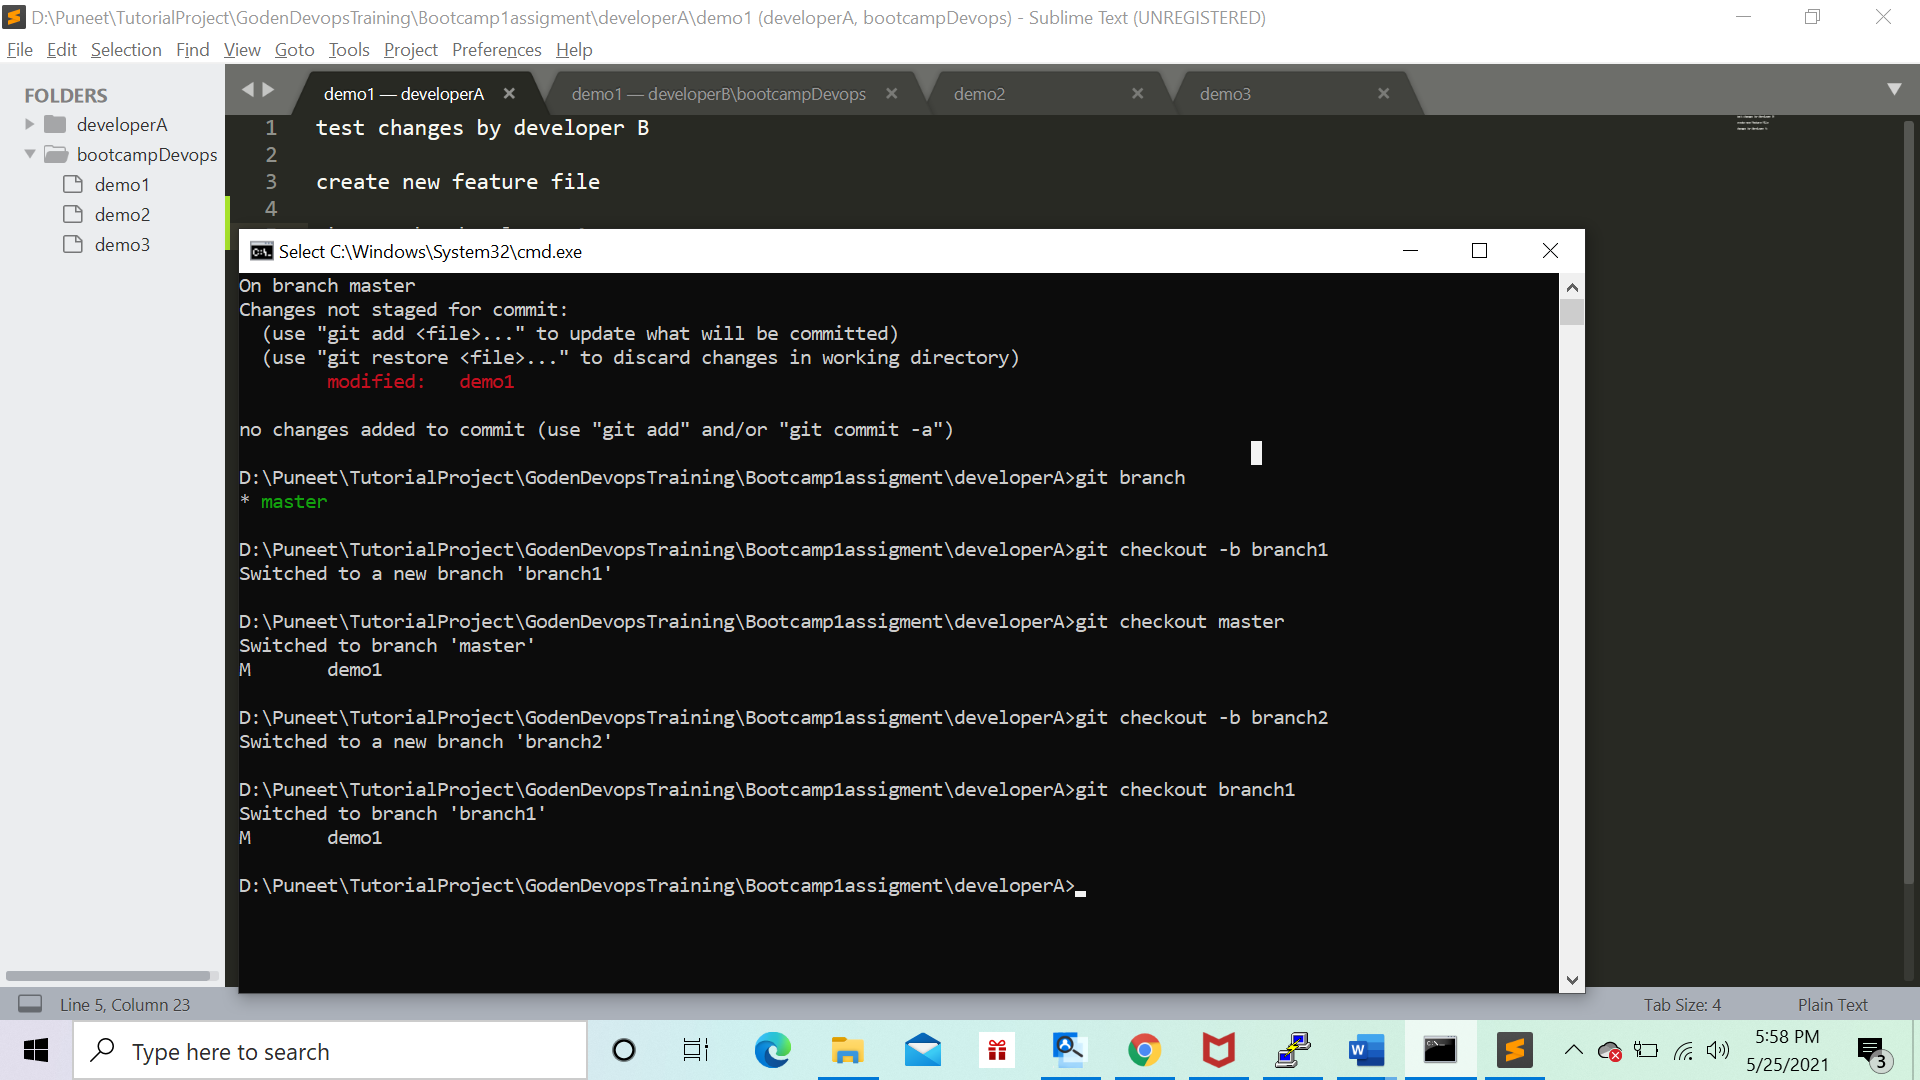 D:\Puneet\TutorialProject\GodenDevopsTraining\Bootcamp1assigment\developerA\demo1 (developerA, bootcampDevops) - Sublime Text (UNREGISTERED)
File Edit Selection Find View Goto Tools Project Preferences Help
FOLDERS
developerA
bootcampDevops
demo1
demo2
demo3
demo1 — developerA
demo1 — developerB\bootcampDevops
demo2
demo3
1 test changes by developer B
2
3 create new feature file
4
Select C:\Windows\System32\cmd.exe
On branch master
Changes not staged for commit:
(use "git add <file>..." to update what will be committed)
(use "git restore <file>..." to discard changes in working directory)
modified: demo1
no changes added to commit (use "git add" and/or "git commit -a")
D:\Puneet\TutorialProject\GodenDevopsTraining\Bootcamp1assigment\developerA>git branch
* master
D:\Puneet\TutorialProject\GodenDevopsTraining\Bootcamp1assigment\developerA>git checkout -b branch1
Switched to a new branch 'branch1'
D:\Puneet\TutorialProject\GodenDevopsTraining\Bootcamp1assigment\developerA>git checkout master
Switched to branch 'master'
M demo1
D:\Puneet\TutorialProject\GodenDevopsTraining\Bootcamp1assigment\developerA>git checkout -b branch2
Switched to a new branch 'branch2'
D:\Puneet\TutorialProject\GodenDevopsTraining\Bootcamp1assigment\developerA>git checkout branch1
Switched to branch 'branch1'
M demo1
D:\Puneet\TutorialProject\GodenDevopsTraining\Bootcamp1assigment\developerA>
Line 5, Column 23
Tab Size: 4
Plain Text
Type here to search
5:58 PM
5/25/2021
3